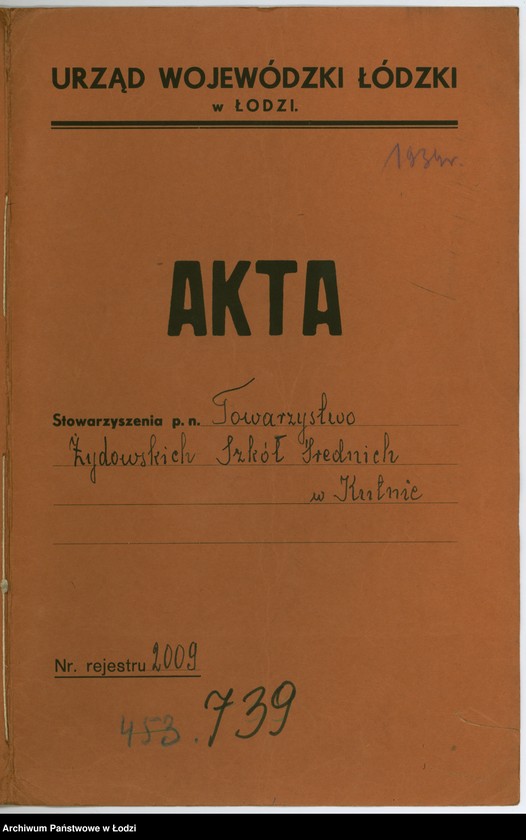 URZĄD WOJEWÓDZKI ŁÓDZKI
w ŁODZI.
1934r.
AKTA
Stowarzyszenia p. n. Towarzystwo
Żydowskich Szkół Średnich
w Kutnie
Nr. rejestru 2009
453. 739
Archiwum Państwowe w Łodzi